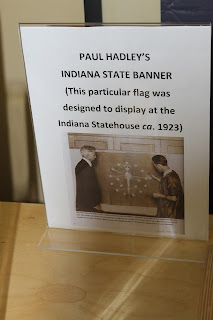 PAUL HADLEY'S
INDIANA STATE BANNER
(This particular flag was
designed to display at the
Indiana Statehouse ca. 1923)